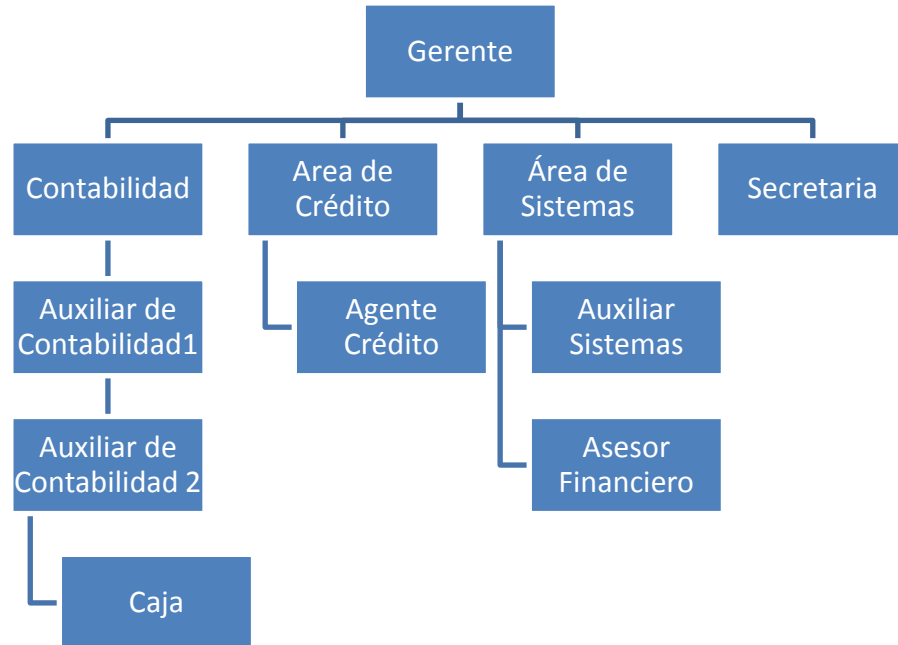 Gerente
Contabilidad
Area de
Crédito
Área de
Sistemas
Secretaria
Auxiliar de
Contabilidad1
Agente
Crédito
Auxiliar
Sistemas
Auxiliar de
Contabilidad 2
Asesor
Financiero
Caja